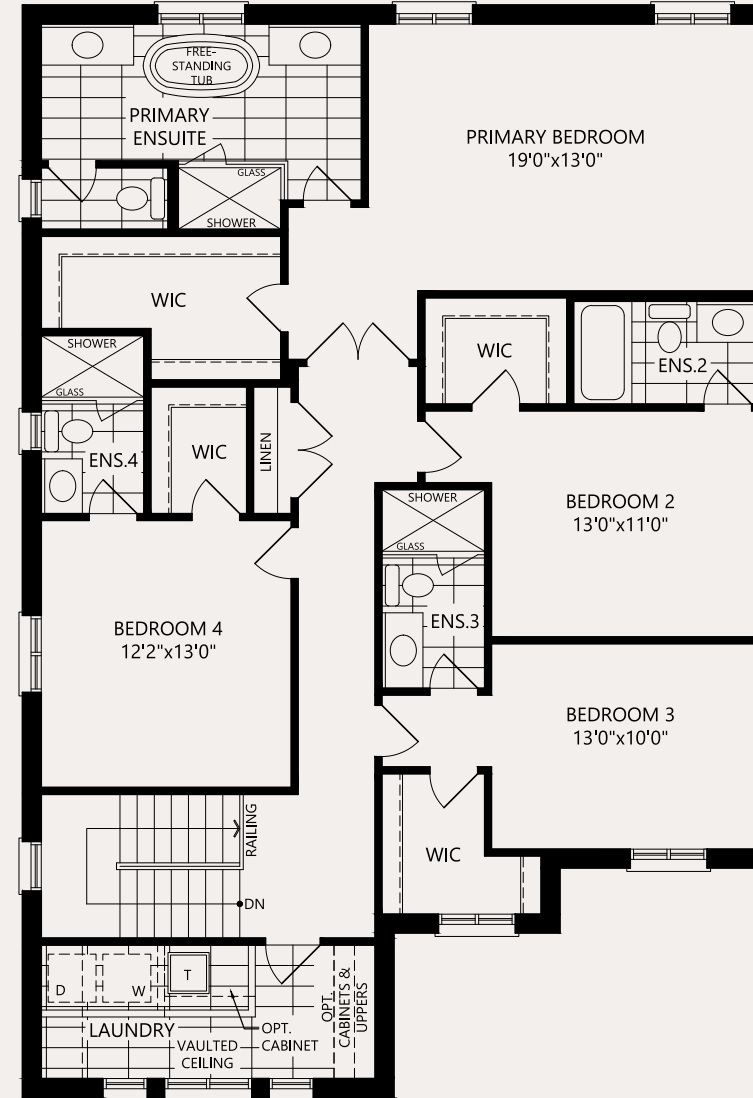 FREE-
STANDING
TUB
PRIMARY
ENSUITE
PRIMARY BEDROOM
19'0"x13'0"
GLASS
SHOWER
WIC
SHOWER
GLASS
ENS.4
WIC
LINEN
WIC
ENS.2
BEDROOM 2
13'0"x11'0"
SHOWER
GLASS
ENS.3
BEDROOM 4
12'2"x13'0"
BEDROOM 3
13'0"x10'0"
WIC
RAILING
DN
D
W
T
LAUNDRY
VAULTED
CEILING
OPT.
CABINET
OPT.
CABINETS &
UPPERS